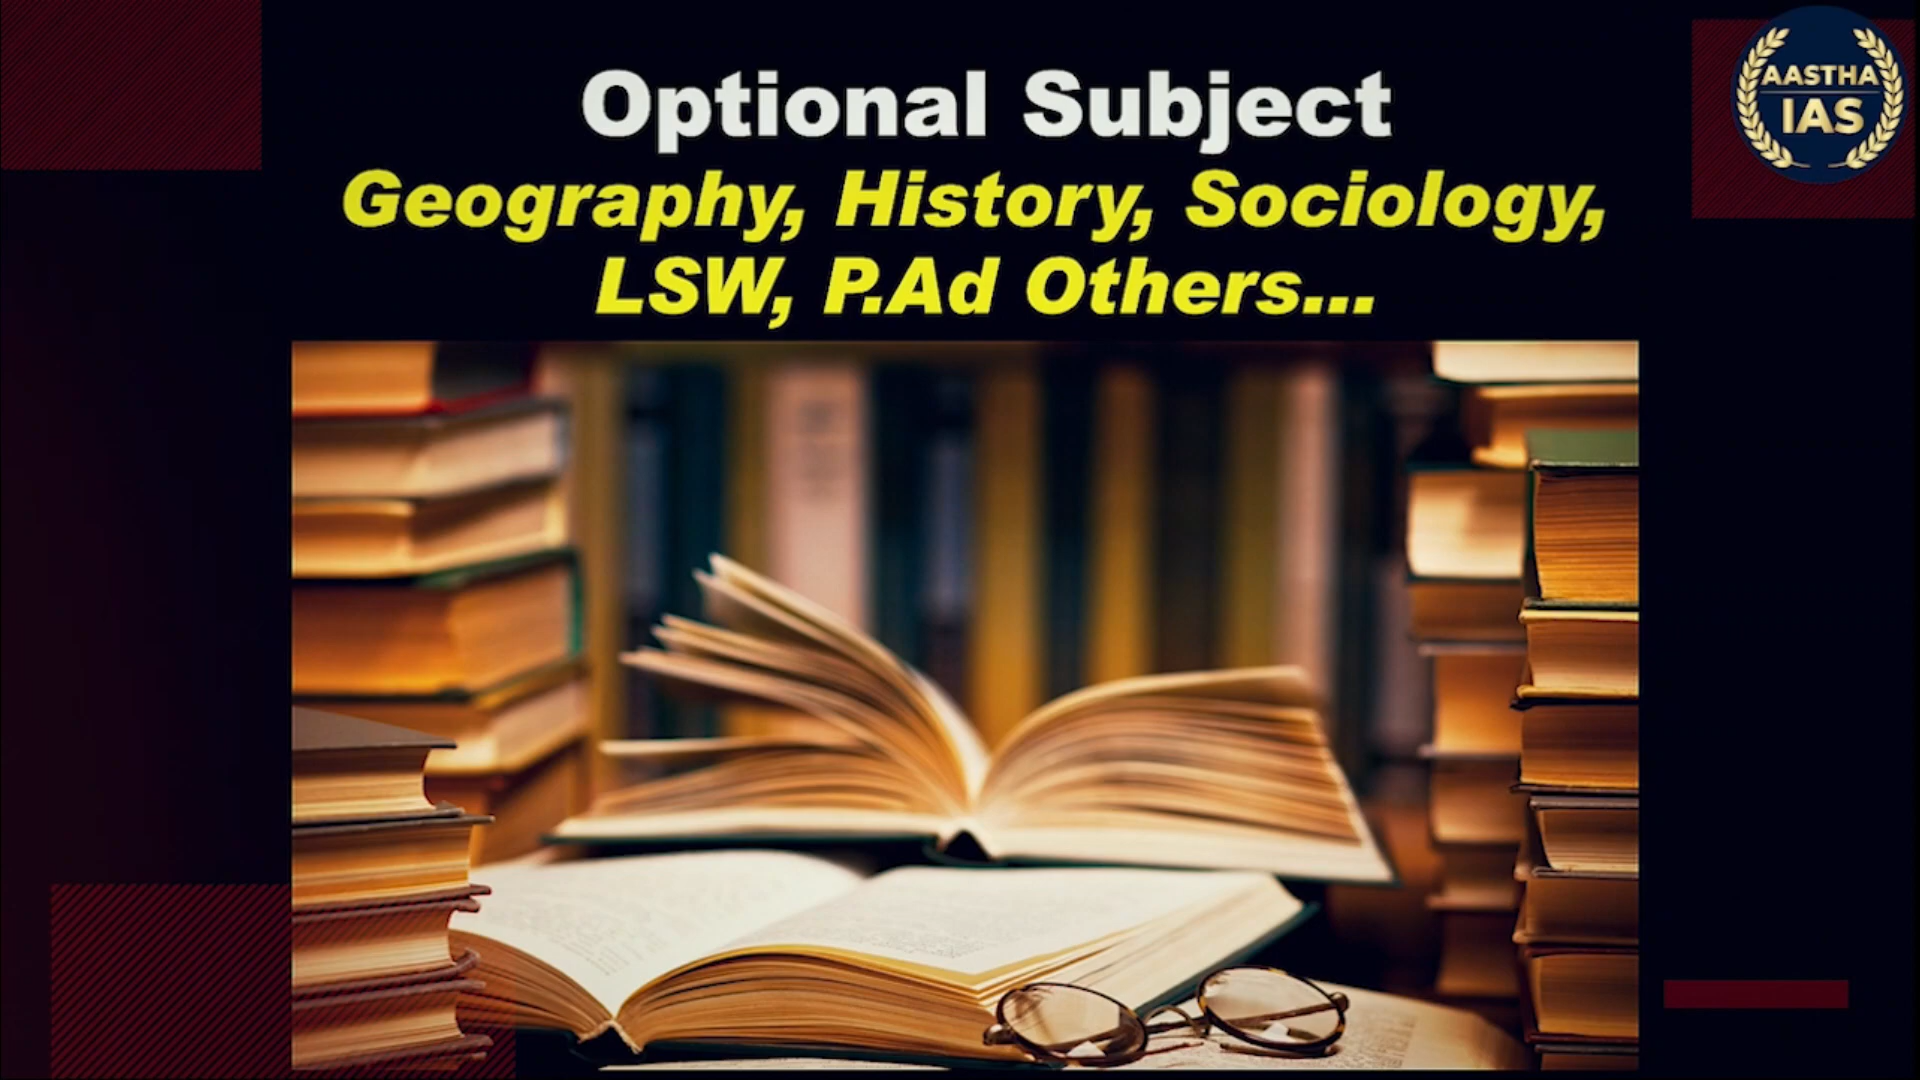 Optional Subject
Geography, History, Sociology,
LSW, P.Ad Others...
AASTHA
IAS